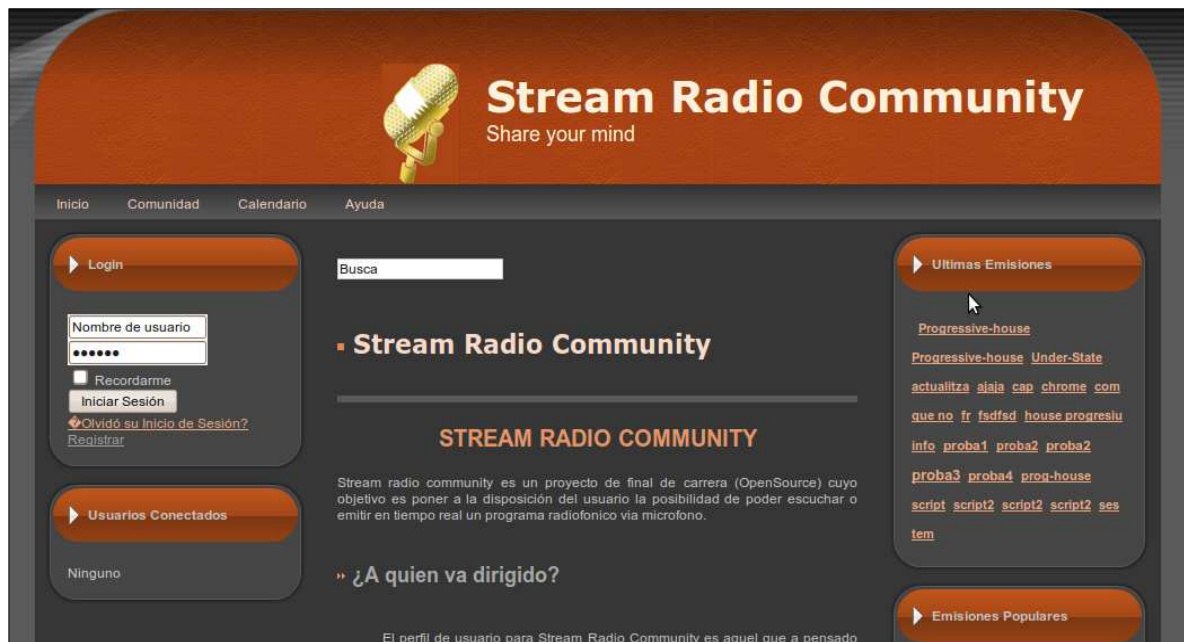 Stream Radio Community
Share your mind
Inicio Comunidad Calendario Ayuda
Login
Nombre de usuario
●●●●●●
Recordarme
Iniciar Sesión
�Olvidó su Inicio de Sesión?
Registrar
Usuarios Conectados
Ninguno
Busca
Stream Radio Community
STREAM RADIO COMMUNITY
Stream radio community es un proyecto de final de carrera (OpenSource) cuyo
objetivo es poner a la disposición del usuario la posibilidad de poder escuchar o
emitir en tiempo real un programa radiofonico via microfono.
¿A quien va dirigido?
El perfil de usuario para Stream Radio Community es aquel que a pensado
Ultimas Emisiones
Progressive-house
Progressive-house Under-State
actualitza ajaja cap chrome com
que no fr fsdfsd house progresiu
info proba1 proba2 proba2
proba3 proba4 prog-house
script script2 script2 script2 ses
tem
Emisiones Populares